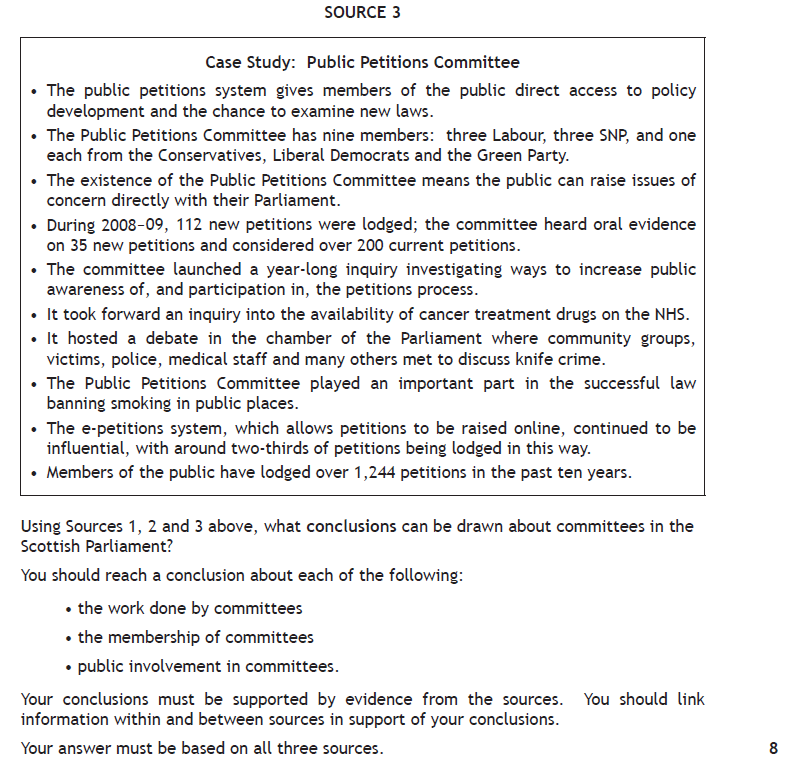 SOURCE 3
Case Study: Public Petitions Committee
• The public petitions system gives members of the public direct access to policy
development and the chance to examine new laws.
• The Public Petitions Committee has nine members: three Labour, three SNP, and one
each from the Conservatives, Liberal Democrats and the Green Party.
• The existence of the Public Petitions Committee means the public can raise issues of
concern directly with their Parliament.
• During 2008–09, 112 new petitions were lodged; the committee heard oral evidence
on 35 new petitions and considered over 200 current petitions.
• The committee launched a year-long inquiry investigating ways to increase public
awareness of, and participation in, the petitions process.
• It took forward an inquiry into the availability of cancer treatment drugs on the NHS.
• It hosted a debate in the chamber of the Parliament where community groups,
victims, police, medical staff and many others met to discuss knife crime.
• The Public Petitions Committee played an important part in the successful law
banning smoking in public places.
• The e-petitions system, which allows petitions to be raised online, continued to be
influential, with around two-thirds of petitions being lodged in this way.
• Members of the public have lodged over 1,244 petitions in the past ten years.
Using Sources 1, 2 and 3 above, what conclusions can be drawn about committees in the
Scottish Parliament?
You should reach a conclusion about each of the following:
• the work done by committees
• the membership of committees
• public involvement in committees.
Your conclusions must be supported by evidence from the sources. You should link
information within and between sources in support of your conclusions.
Your answer must be based on all three sources. 8